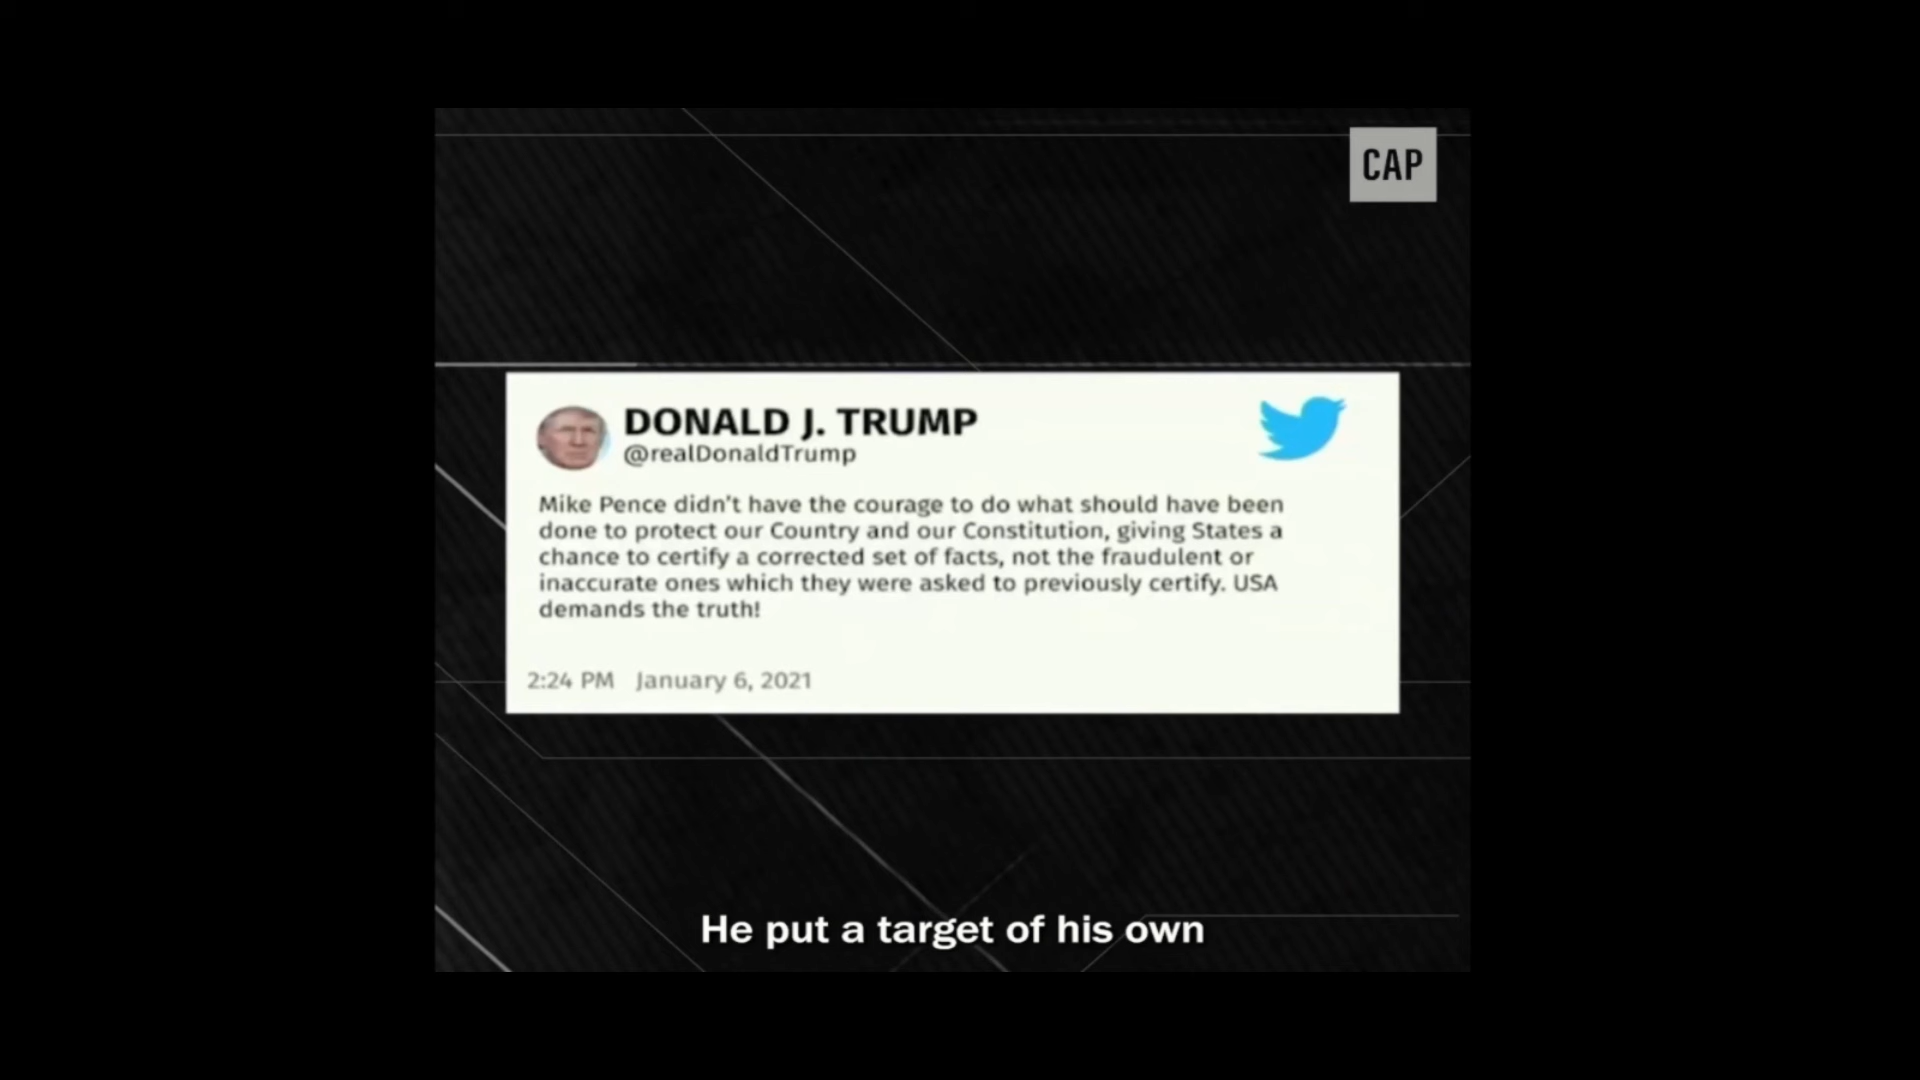 CAP
DONALD J. TRUMP
@realDonaldTrump
Mike Pence didn't have the courage to do what should have been
done to protect our Country and our Constitution, giving States a
chance to certify a corrected set of facts, not the fraudulent or
inaccurate ones which they were asked to previously certify. USA
demands the truth!
2:24 PM January 6, 2021
He put a target of his own